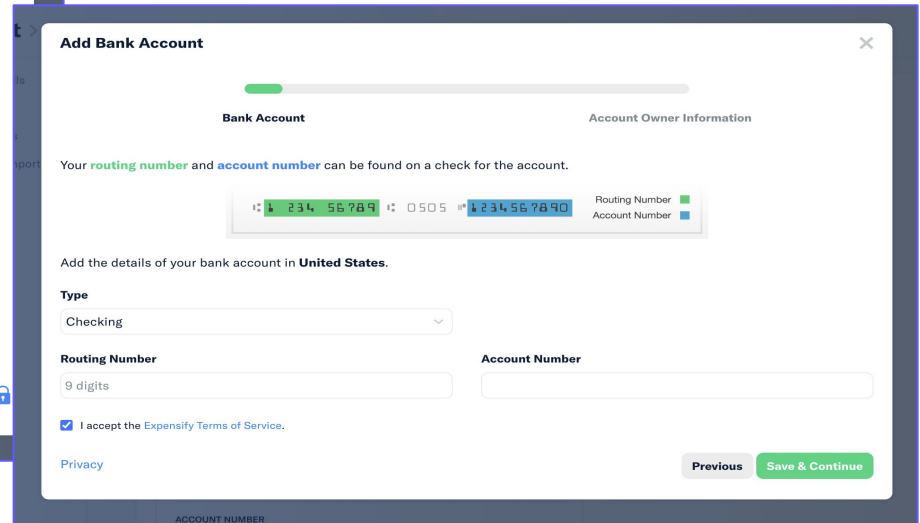 t >
Add Bank Account
ls
Bank Account
Account Owner Information
s
nport
Your routing number and account number can be found on a check for the account.
1 234 56789 0505 1234567890
Routing Number
Account Number
Add the details of your bank account in United States.
Type
Checking
Routing Number
Account Number
9 digits
I accept the Expensify Terms of Service.
Privacy
Previous
Save & Continue
ACCOUNT NUMBER